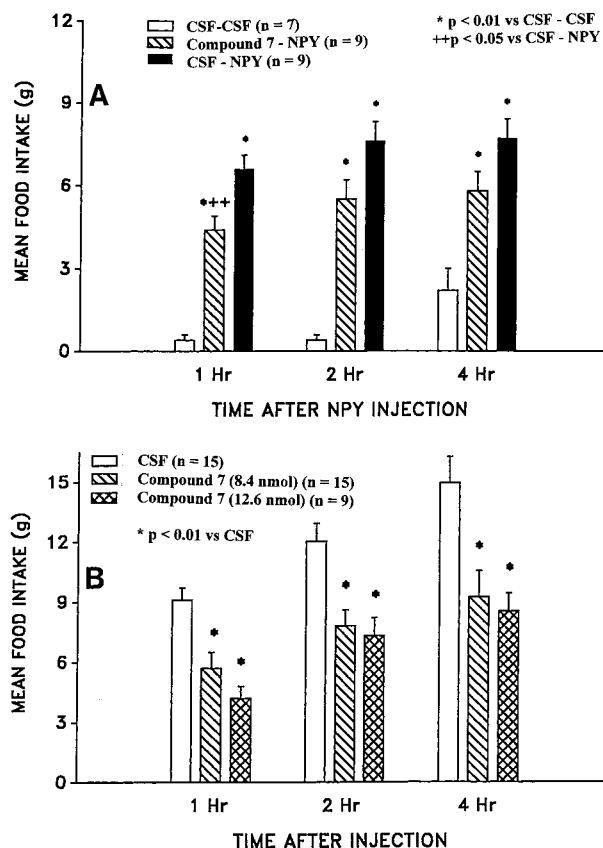 12
9
6
3
0
MEAN FOOD INTAKE (g)
A
CSF-CSF (n = 7)
Compound 7 - NPY (n = 9)
CSF - NPY (n = 9)
* p < 0.01 vs CSF - CSF
++p < 0.05 vs CSF - NPY
*++
*
*
*
*
*
1 Hr
2 Hr
4 Hr
TIME AFTER NPY INJECTION
15
12
9
6
3
0
MEAN FOOD INTAKE (g)
B
CSF (n = 15)
Compound 7 (8.4 nmol) (n = 15)
Compound 7 (12.6 nmol) (n = 9)
* p < 0.01 vs CSF
*
*
*
*
*
*
1 Hr
2 Hr
4 Hr
TIME AFTER INJECTION